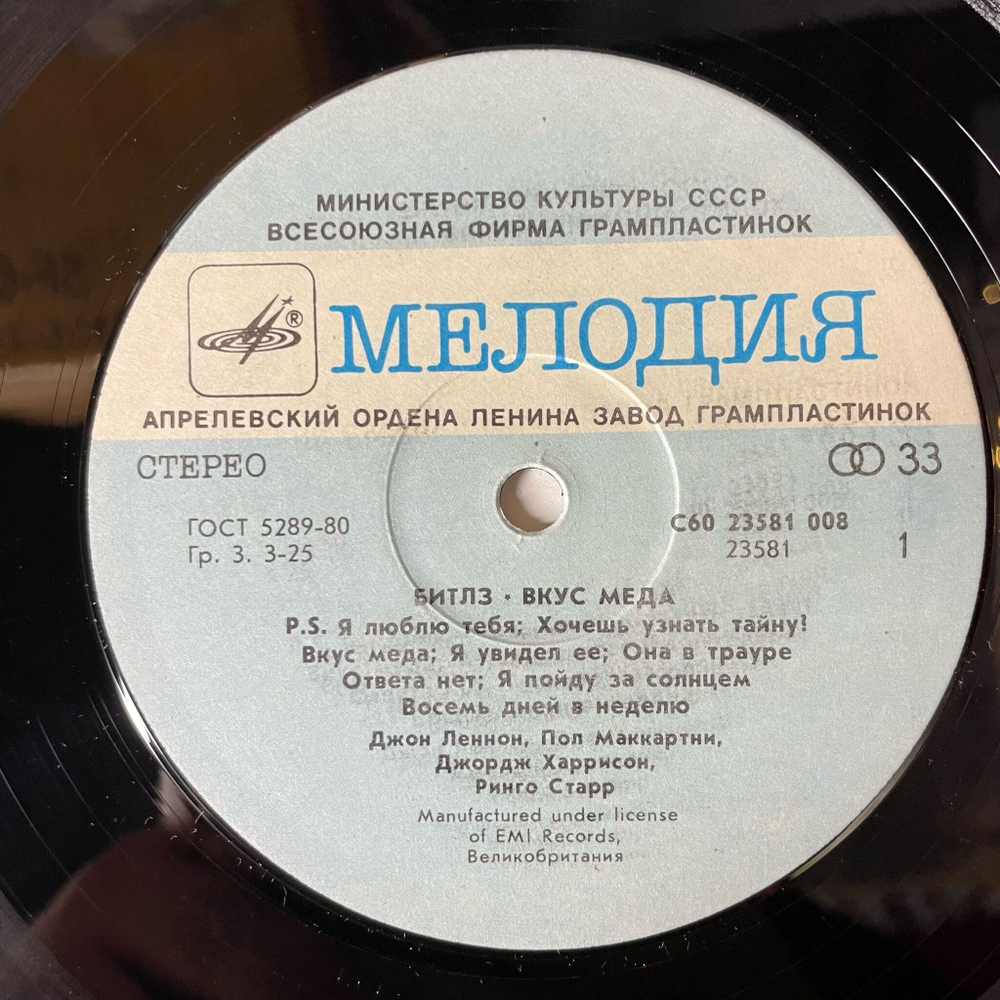 МИНИСТЕРСТВО КУЛЬТУРЫ СССР
ВСЕСОЮЗНАЯ ФИРМА ГРАМПЛАСТИНОК
® МЕЛОДИЯ
АПРЕЛЕВСКИЙ ОРДЕНА ЛЕНИНА ЗАВОД ГРАМПЛАСТИНОК
СТЕРЕО 33
ГОСТ 5289-80 С60 23581 008
Гр. 3. 3-25 23581 1
БИТЛЗ · ВКУС МЕДА
P.S. Я люблю тебя; Хочешь узнать тайну?
Вкус меда; Я увидел ее; Она в трауре
Ответа нет; Я пойду за солнцем
Восемь дней в неделю
Джон Леннон, Пол Маккартни,
Джордж Харрисон,
Ринго Старр
Manufactured under license
of EMI Records,
Великобритания